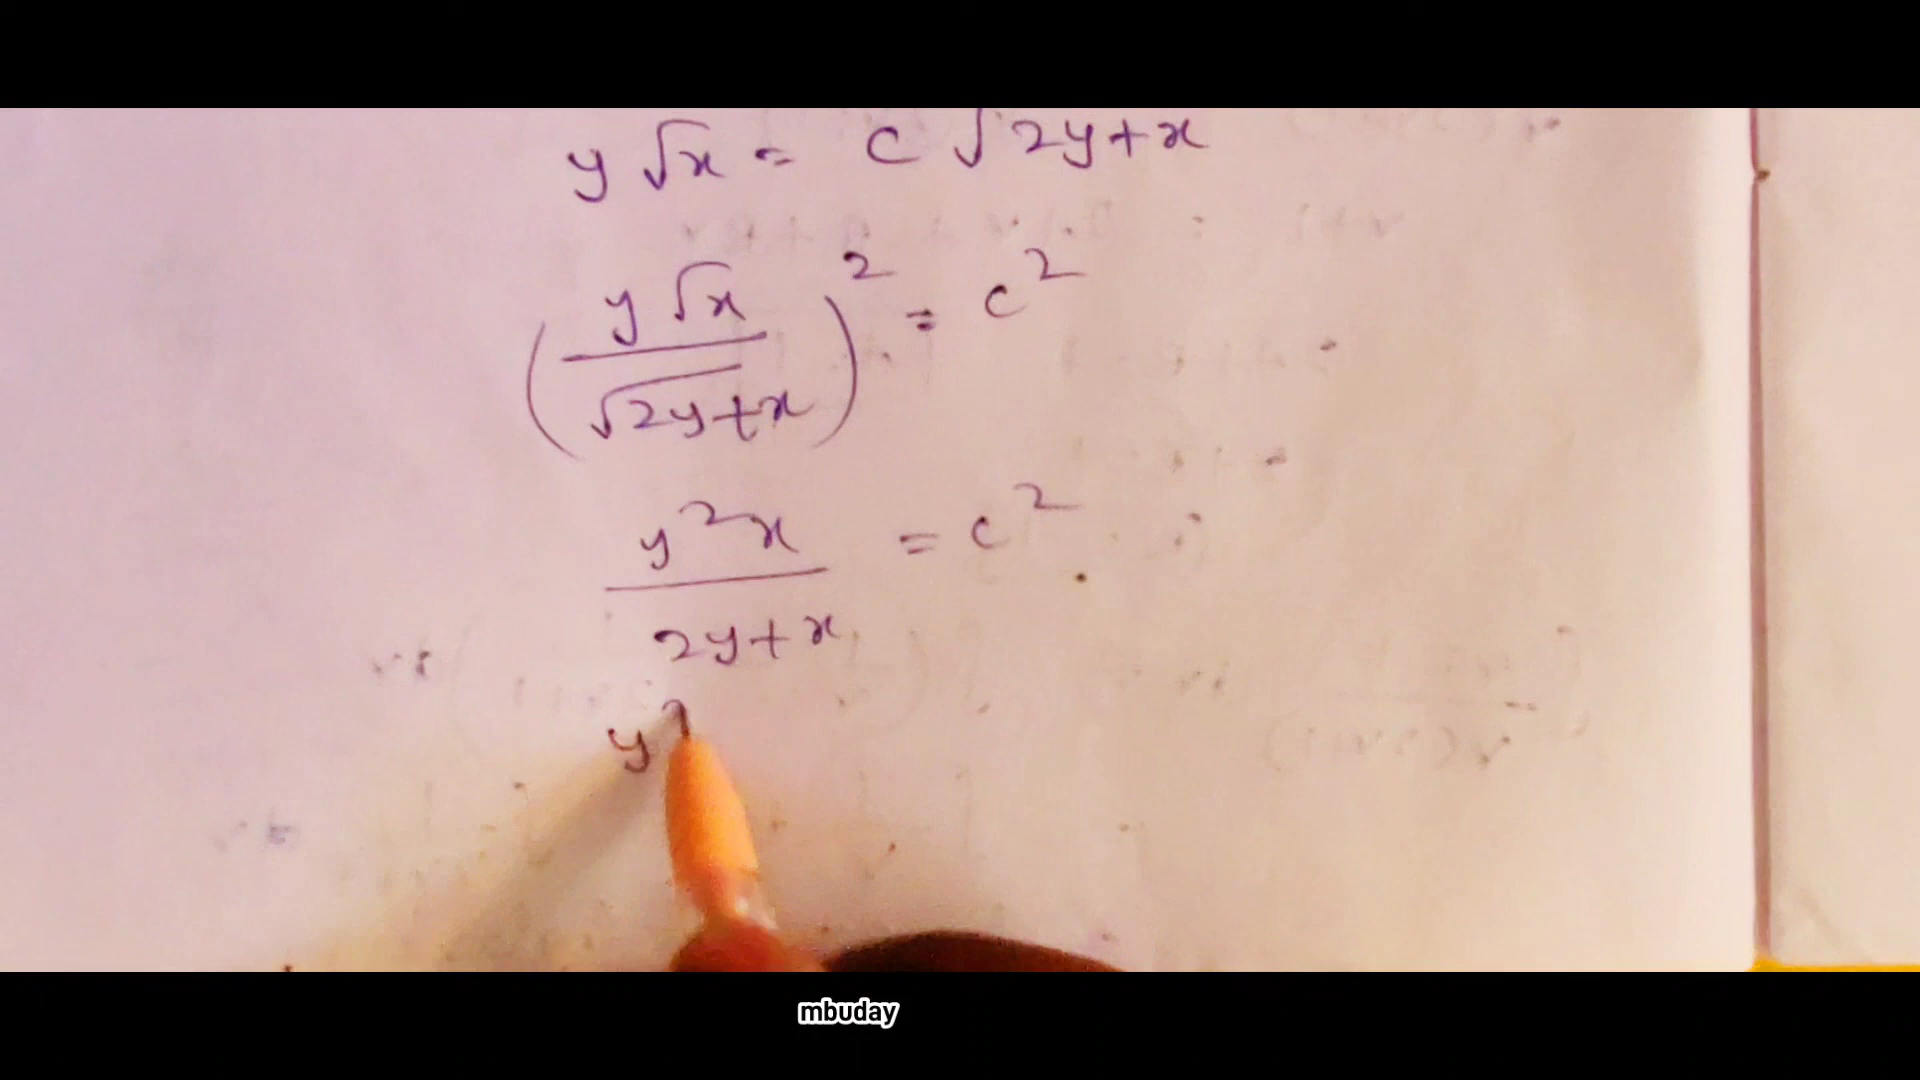 y √x = c √2y+x
(y √x / √2y+x)² = c²
y²x / 2y+x = c²
y²
mbuday